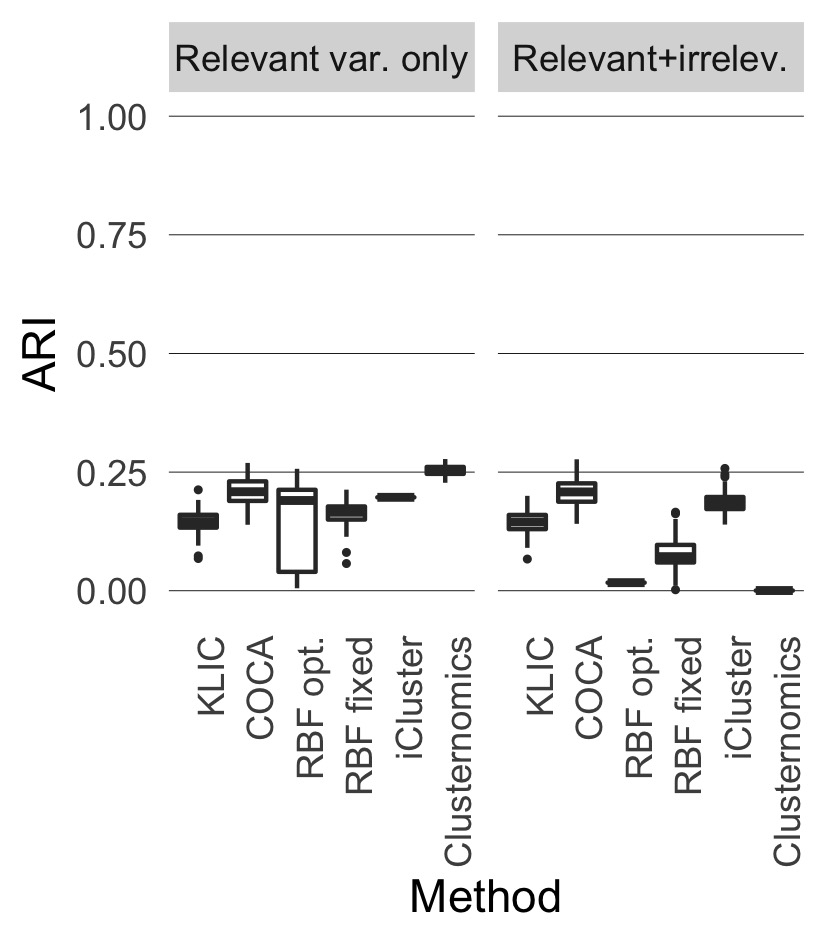 Relevant var. only
Relevant+irrelev.
1.00
0.75
0.50
0.25
0.00
ARI
KLIC
COCA
RBF opt.
RBF fixed
iCluster
Clusternomics
KLIC
COCA
RBF opt.
RBF fixed
iCluster
Clusternomics
Method